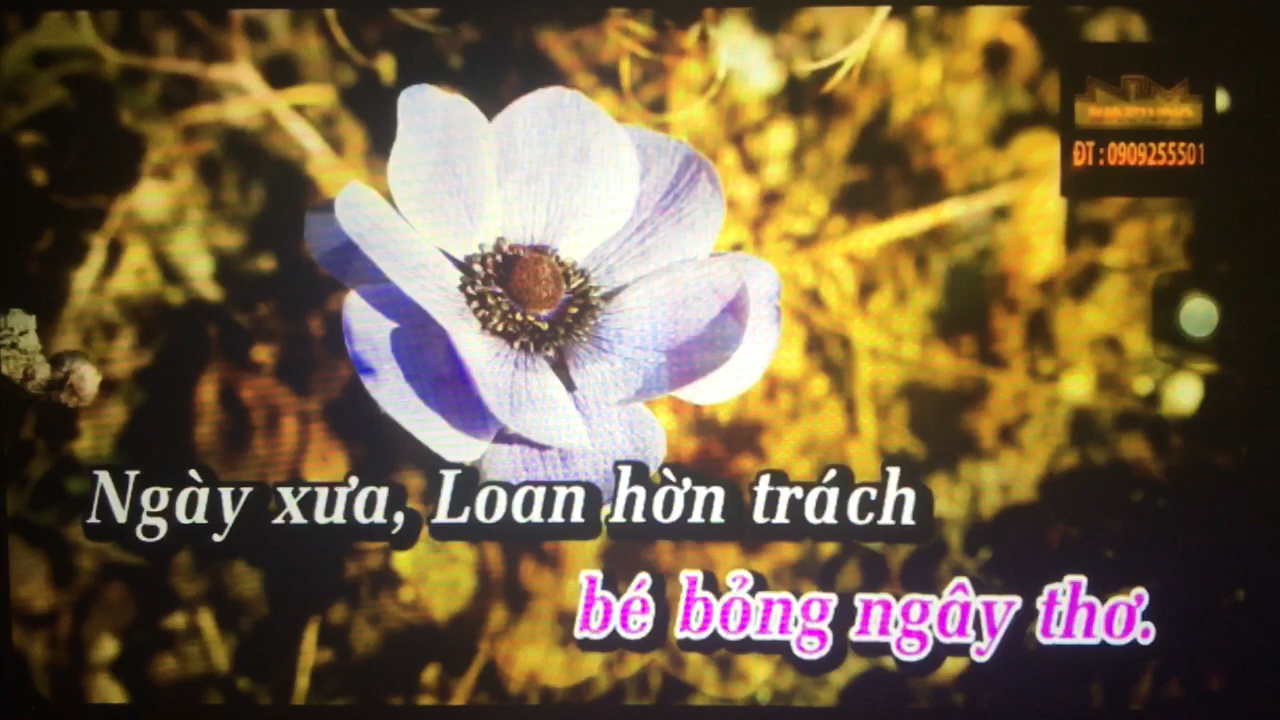 ĐT : 0909255501
Ngày xưa, Loan hờn trách
bé bỏng ngây thơ.